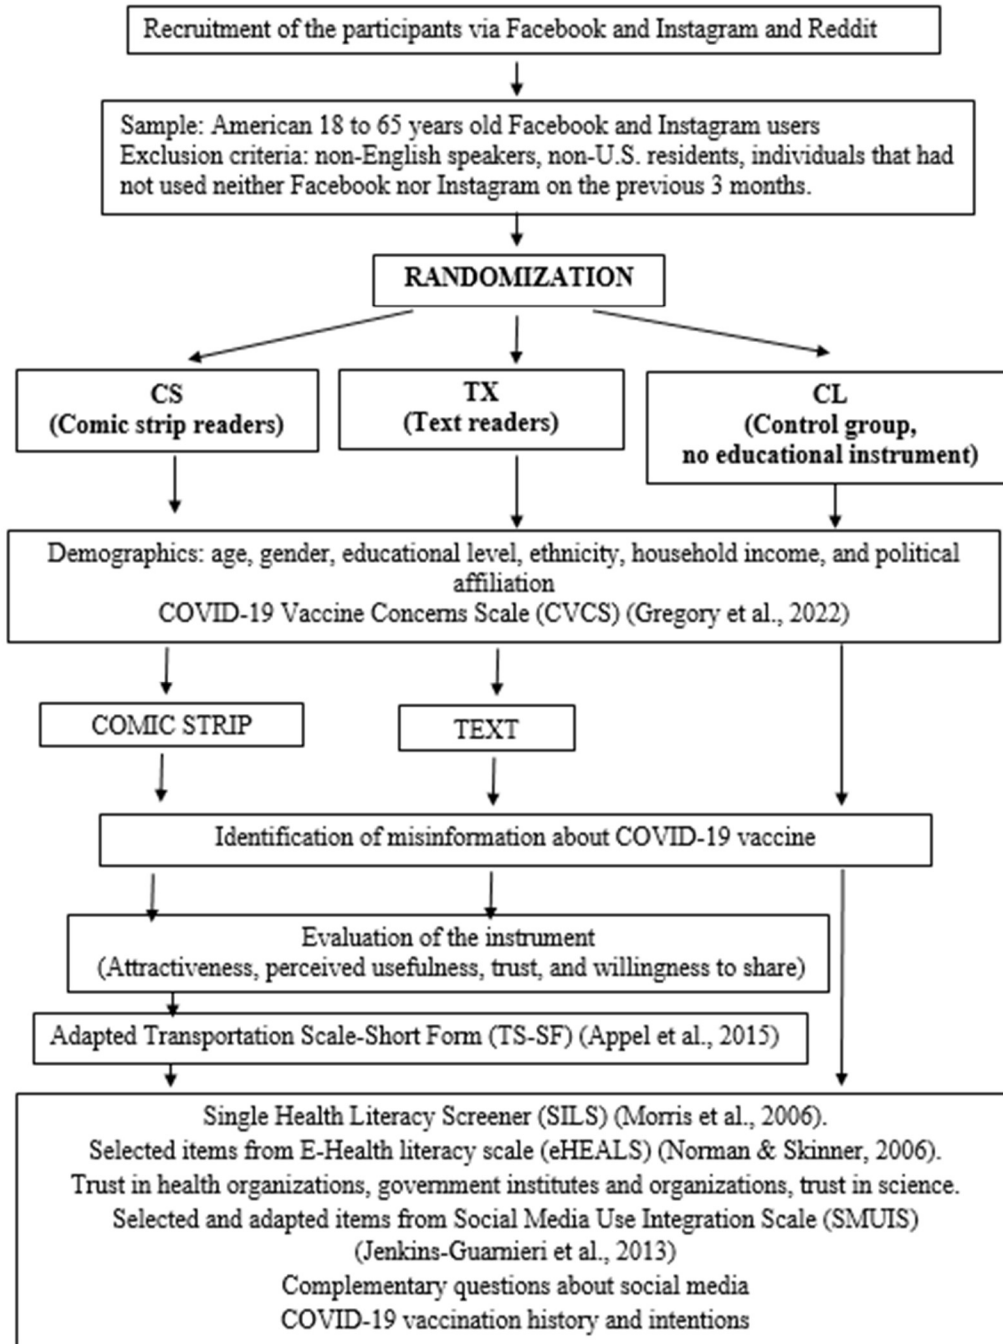 Recruitment of the participants via Facebook and Instagram and Reddit
Sample: American 18 to 65 years old Facebook and Instagram users
Exclusion criteria: non-English speakers, non-U.S. residents, individuals that had
not used neither Facebook nor Instagram on the previous 3 months.
RANDOMIZATION
CS
(Comic strip readers)
TX
(Text readers)
CL
(Control group,
no educational instrument)
Demographics: age, gender, educational level, ethnicity, household income, and political
affiliation
COVID-19 Vaccine Concerns Scale (CVCS) (Gregory et al., 2022)
COMIC STRIP
TEXT
Identification of misinformation about COVID-19 vaccine
Evaluation of the instrument
(Attractiveness, perceived usefulness, trust, and willingness to share)
Adapted Transportation Scale-Short Form (TS-SF) (Appel et al., 2015)
Single Health Literacy Screener (SILS) (Morris et al., 2006).
Selected items from E-Health literacy scale (eHEALS) (Norman & Skinner, 2006).
Trust in health organizations, government institutes and organizations, trust in science.
Selected and adapted items from Social Media Use Integration Scale (SMUIS)
(Jenkins-Guarnieri et al., 2013)
Complementary questions about social media
COVID-19 vaccination history and intentions